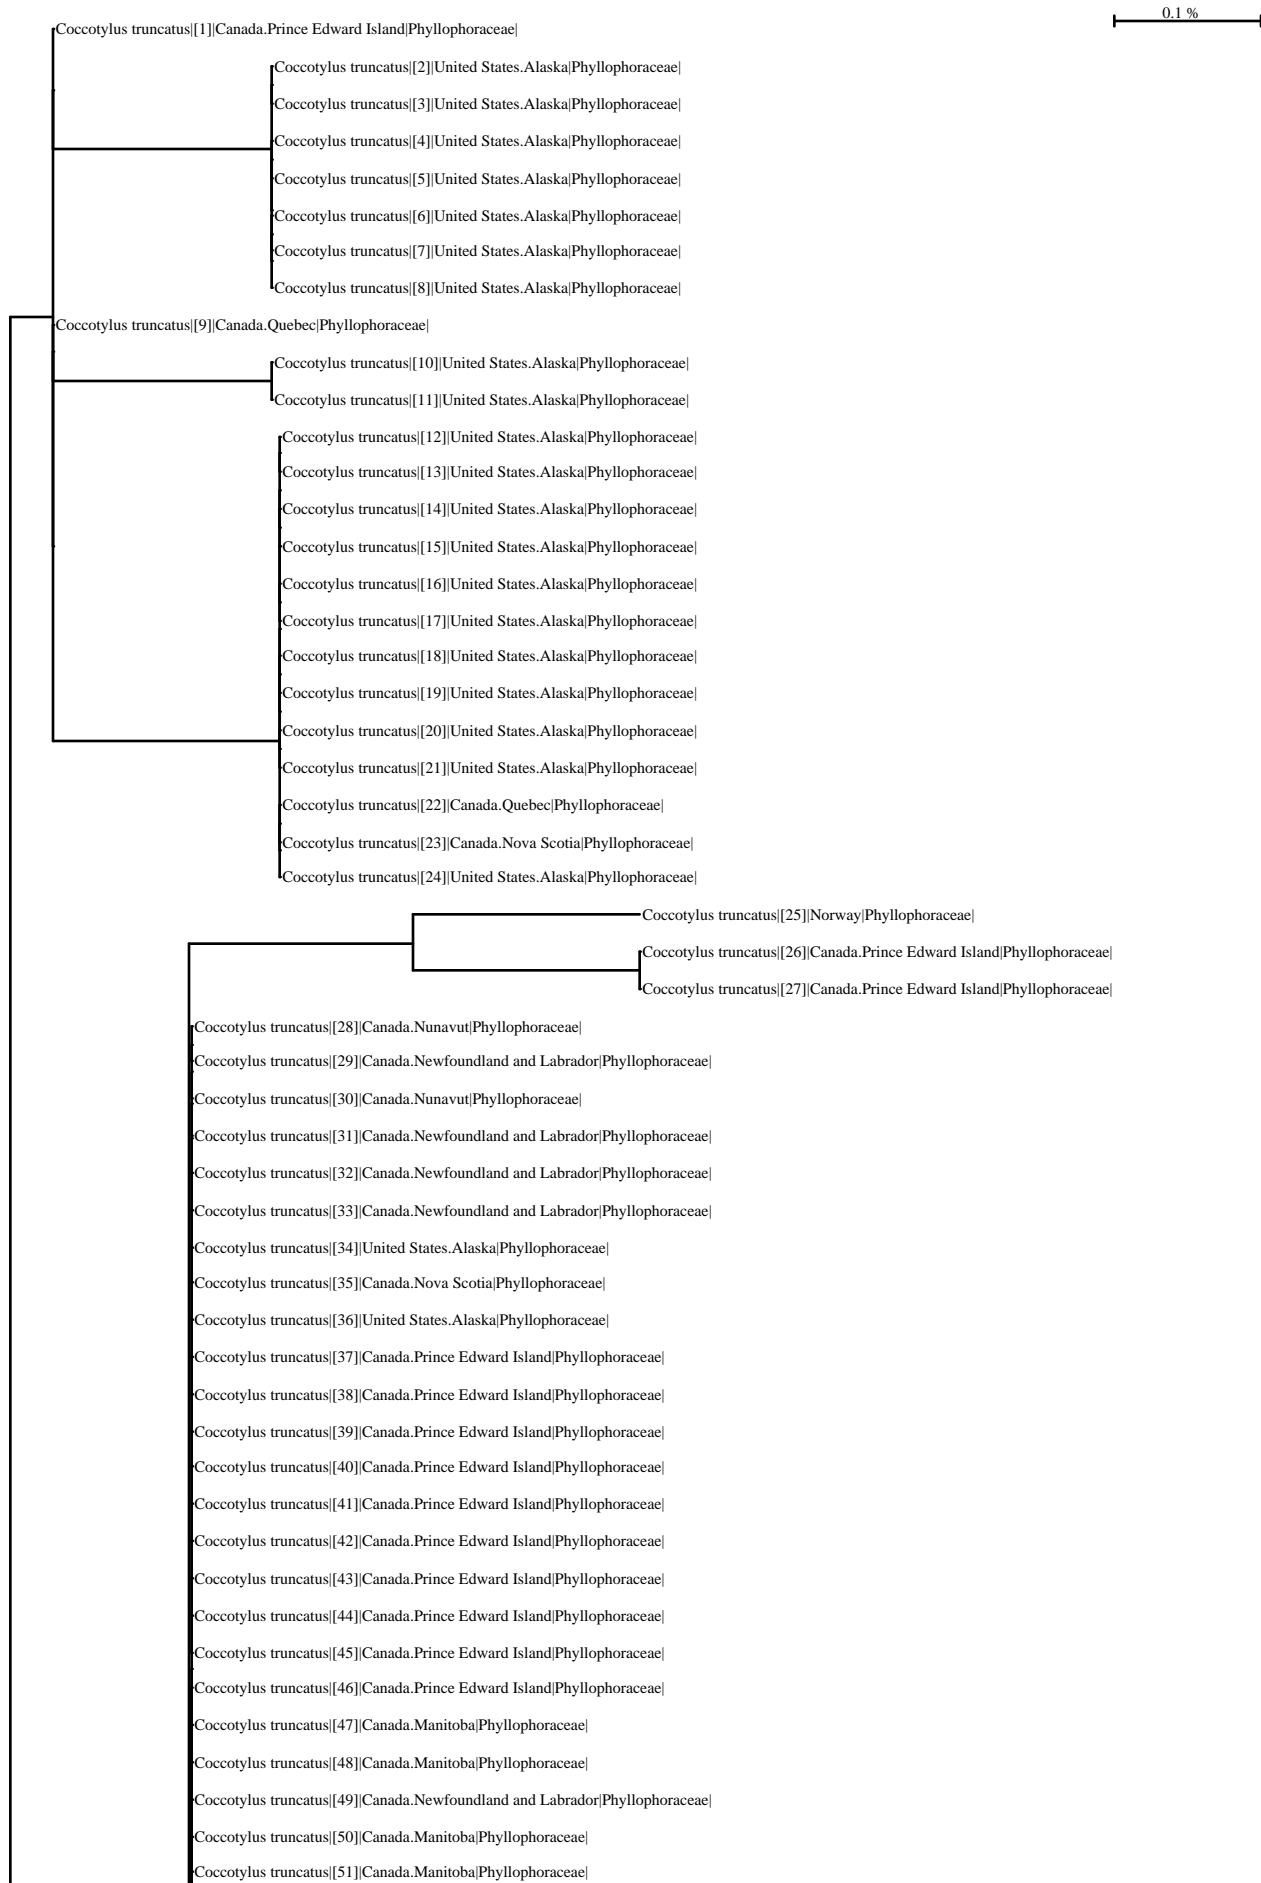 0.1 %
Coccotylus truncatus|[1]|Canada.Prince Edward Island|Phyllophoraceae|
Coccotylus truncatus|[2]|United States.Alaska|Phyllophoraceae|
Coccotylus truncatus|[3]|United States.Alaska|Phyllophoraceae|
Coccotylus truncatus|[4]|United States.Alaska|Phyllophoraceae|
Coccotylus truncatus|[5]|United States.Alaska|Phyllophoraceae|
Coccotylus truncatus|[6]|United States.Alaska|Phyllophoraceae|
Coccotylus truncatus|[7]|United States.Alaska|Phyllophoraceae|
Coccotylus truncatus|[8]|United States.Alaska|Phyllophoraceae|
Coccotylus truncatus|[9]|Canada.Quebec|Phyllophoraceae|
Coccotylus truncatus|[10]|United States.Alaska|Phyllophoraceae|
Coccotylus truncatus|[11]|United States.Alaska|Phyllophoraceae|
Coccotylus truncatus|[12]|United States.Alaska|Phyllophoraceae|
Coccotylus truncatus|[13]|United States.Alaska|Phyllophoraceae|
Coccotylus truncatus|[14]|United States.Alaska|Phyllophoraceae|
Coccotylus truncatus|[15]|United States.Alaska|Phyllophoraceae|
Coccotylus truncatus|[16]|United States.Alaska|Phyllophoraceae|
Coccotylus truncatus|[17]|United States.Alaska|Phyllophoraceae|
Coccotylus truncatus|[18]|United States.Alaska|Phyllophoraceae|
Coccotylus truncatus|[19]|United States.Alaska|Phyllophoraceae|
Coccotylus truncatus|[20]|United States.Alaska|Phyllophoraceae|
Coccotylus truncatus|[21]|United States.Alaska|Phyllophoraceae|
Coccotylus truncatus|[22]|Canada.Quebec|Phyllophoraceae|
Coccotylus truncatus|[23]|Canada.Nova Scotia|Phyllophoraceae|
Coccotylus truncatus|[24]|United States.Alaska|Phyllophoraceae|
Coccotylus truncatus|[25]|Norway|Phyllophoraceae|
Coccotylus truncatus|[26]|Canada.Prince Edward Island|Phyllophoraceae|
Coccotylus truncatus|[27]|Canada.Prince Edward Island|Phyllophoraceae|
Coccotylus truncatus|[28]|Canada.Nunavut|Phyllophoraceae|
Coccotylus truncatus|[29]|Canada.Newfoundland and Labrador|Phyllophoraceae|
Coccotylus truncatus|[30]|Canada.Nunavut|Phyllophoraceae|
Coccotylus truncatus|[31]|Canada.Newfoundland and Labrador|Phyllophoraceae|
Coccotylus truncatus|[32]|Canada.Newfoundland and Labrador|Phyllophoraceae|
Coccotylus truncatus|[33]|Canada.Newfoundland and Labrador|Phyllophoraceae|
Coccotylus truncatus|[34]|United States.Alaska|Phyllophoraceae|
Coccotylus truncatus|[35]|Canada.Nova Scotia|Phyllophoraceae|
Coccotylus truncatus|[36]|United States.Alaska|Phyllophoraceae|
Coccotylus truncatus|[37]|Canada.Prince Edward Island|Phyllophoraceae|
Coccotylus truncatus|[38]|Canada.Prince Edward Island|Phyllophoraceae|
Coccotylus truncatus|[39]|Canada.Prince Edward Island|Phyllophoraceae|
Coccotylus truncatus|[40]|Canada.Prince Edward Island|Phyllophoraceae|
Coccotylus truncatus|[41]|Canada.Prince Edward Island|Phyllophoraceae|
Coccotylus truncatus|[42]|Canada.Prince Edward Island|Phyllophoraceae|
Coccotylus truncatus|[43]|Canada.Prince Edward Island|Phyllophoraceae|
Coccotylus truncatus|[44]|Canada.Prince Edward Island|Phyllophoraceae|
Coccotylus truncatus|[45]|Canada.Prince Edward Island|Phyllophoraceae|
Coccotylus truncatus|[46]|Canada.Prince Edward Island|Phyllophoraceae|
Coccotylus truncatus|[47]|Canada.Manitoba|Phyllophoraceae|
Coccotylus truncatus|[48]|Canada.Manitoba|Phyllophoraceae|
Coccotylus truncatus|[49]|Canada.Newfoundland and Labrador|Phyllophoraceae|
Coccotylus truncatus|[50]|Canada.Manitoba|Phyllophoraceae|
Coccotylus truncatus|[51]|Canada.Manitoba|Phyllophoraceae|